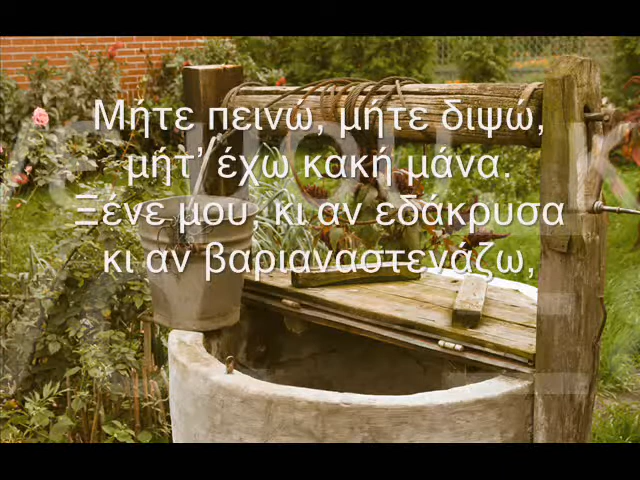 Μήτε πεινώ, μήτε διψώ,
μήτ’ έχω κακή μάνα.
Ξένε μου, κι αν εδάκρυσα
κι αν βαριαναστενάζω,